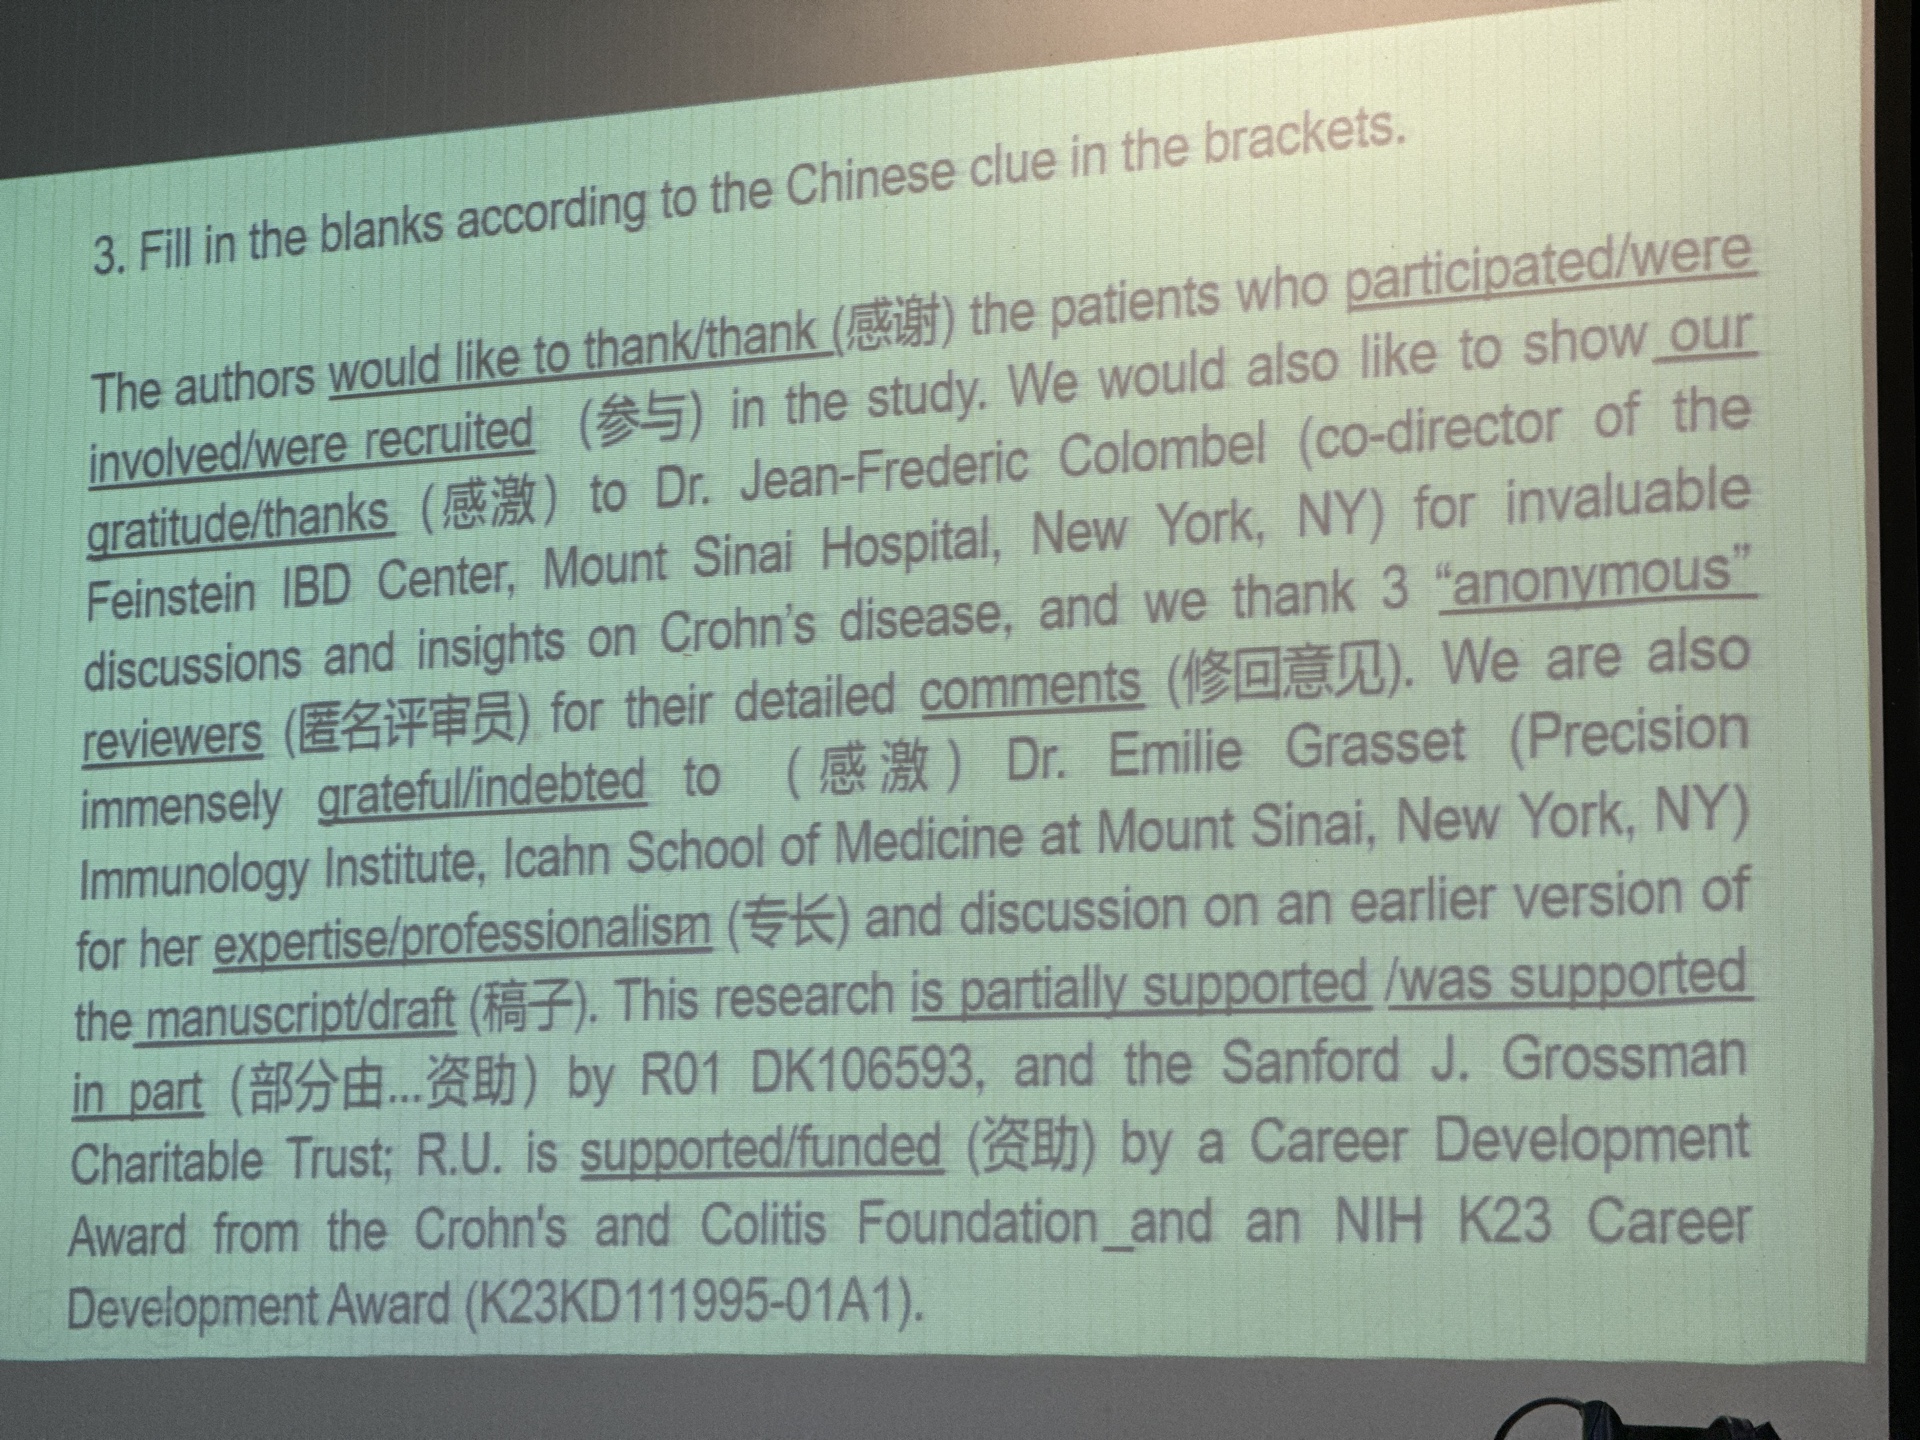 3. Fill in the blanks according to the Chinese clue in the brackets.
The authors would like to thank/thank (感谢) the patients who participated/were
involved/were recruited (参与) in the study. We would also like to show our
gratitude/thanks (感激) to Dr. Jean-Frederic Colombel (co-director of the
Feinstein IBD Center, Mount Sinai Hospital, New York, NY) for invaluable
discussions and insights on Crohn's disease, and we thank 3 “anonymous”
reviewers (匿名评审员) for their detailed comments (修回意见). We are also
immensely grateful/indebted to (感激) Dr. Emilie Grasset (Precision
Immunology Institute, Icahn School of Medicine at Mount Sinai, New York, NY)
for her expertise/professionalism (专长) and discussion on an earlier version of
the manuscript/draft (稿子). This research is partially supported /was supported
in part (部分由...资助) by R01 DK106593, and the Sanford J. Grossman
Charitable Trust; R.U. is supported/funded (资助) by a Career Development
Award from the Crohn's and Colitis Foundation_and an NIH K23 Career
Development Award (K23KD111995-01A1).